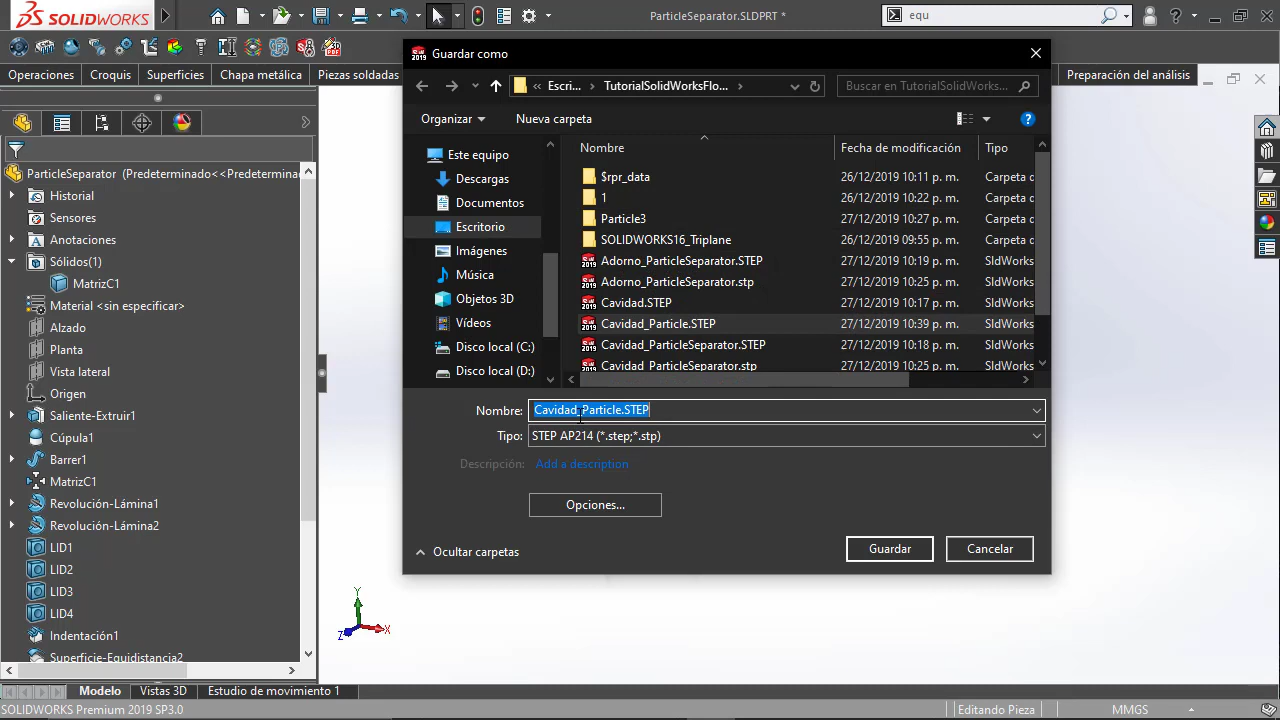 SOLIDWORKS
ParticleSeparator.SLDPRT *
equ
Operaciones
Croquis
Superficies
Chapa metálica
Piezas soldadas
Preparación del análisis
ParticleSeparator (Predeterminado<<Predetermina
Historial
Sensores
Anotaciones
Sólidos(1)
MatrizC1
Material <sin especificar>
Alzado
Planta
Vista lateral
Origen
Saliente-Extruir1
Cúpula1
Barrer1
MatrizC1
Revolución-Lámina1
Revolución-Lámina2
LID1
LID2
LID3
LID4
Indentación1
Superficie-Equidistancia2
2019 Guardar como
« Escri... > TutorialSolidWorksFlo... >
Buscar en TutorialSolidWorks...
Organizar
Nueva carpeta
Este equipo
Descargas
Documentos
Escritorio
Imágenes
Música
Objetos 3D
Vídeos
Disco local (C:)
Disco local (D:)
Nombre Fecha de modificación Tipo
$rpr_data 26/12/2019 10:11 p. m. Carpeta d
1 26/12/2019 10:22 p. m. Carpeta d
Particle3 27/12/2019 10:27 p. m. Carpeta d
SOLIDWORKS16_Triplane 26/12/2019 09:55 p. m. Carpeta d
Adorno_ParticleSeparator.STEP 27/12/2019 10:19 p. m. SldWorks
Adorno_ParticleSeparator.stp 27/12/2019 10:19 p. m. SldWorks
Cavidad.STEP 27/12/2019 10:17 p. m. SldWorks
Cavidad_Particle.STEP 27/12/2019 10:39 p. m. SldWorks
Cavidad_ParticleSeparator.STEP 27/12/2019 10:18 p. m. SldWorks
Cavidad_ParticleSeparator.stp 27/12/2019 10:19 p. m. SldWorks
Nombre: Cavidad_Particle.STEP
Tipo: STEP AP214 (*.step;*.stp)
Descripción: Add a description
Opciones...
Ocultar carpetas
Guardar
Cancelar
Y
Z
X
Modelo
Vistas 3D
Estudio de movimiento 1
SOLIDWORKS Premium 2019 SP3.0
Editando Pieza
MMGS